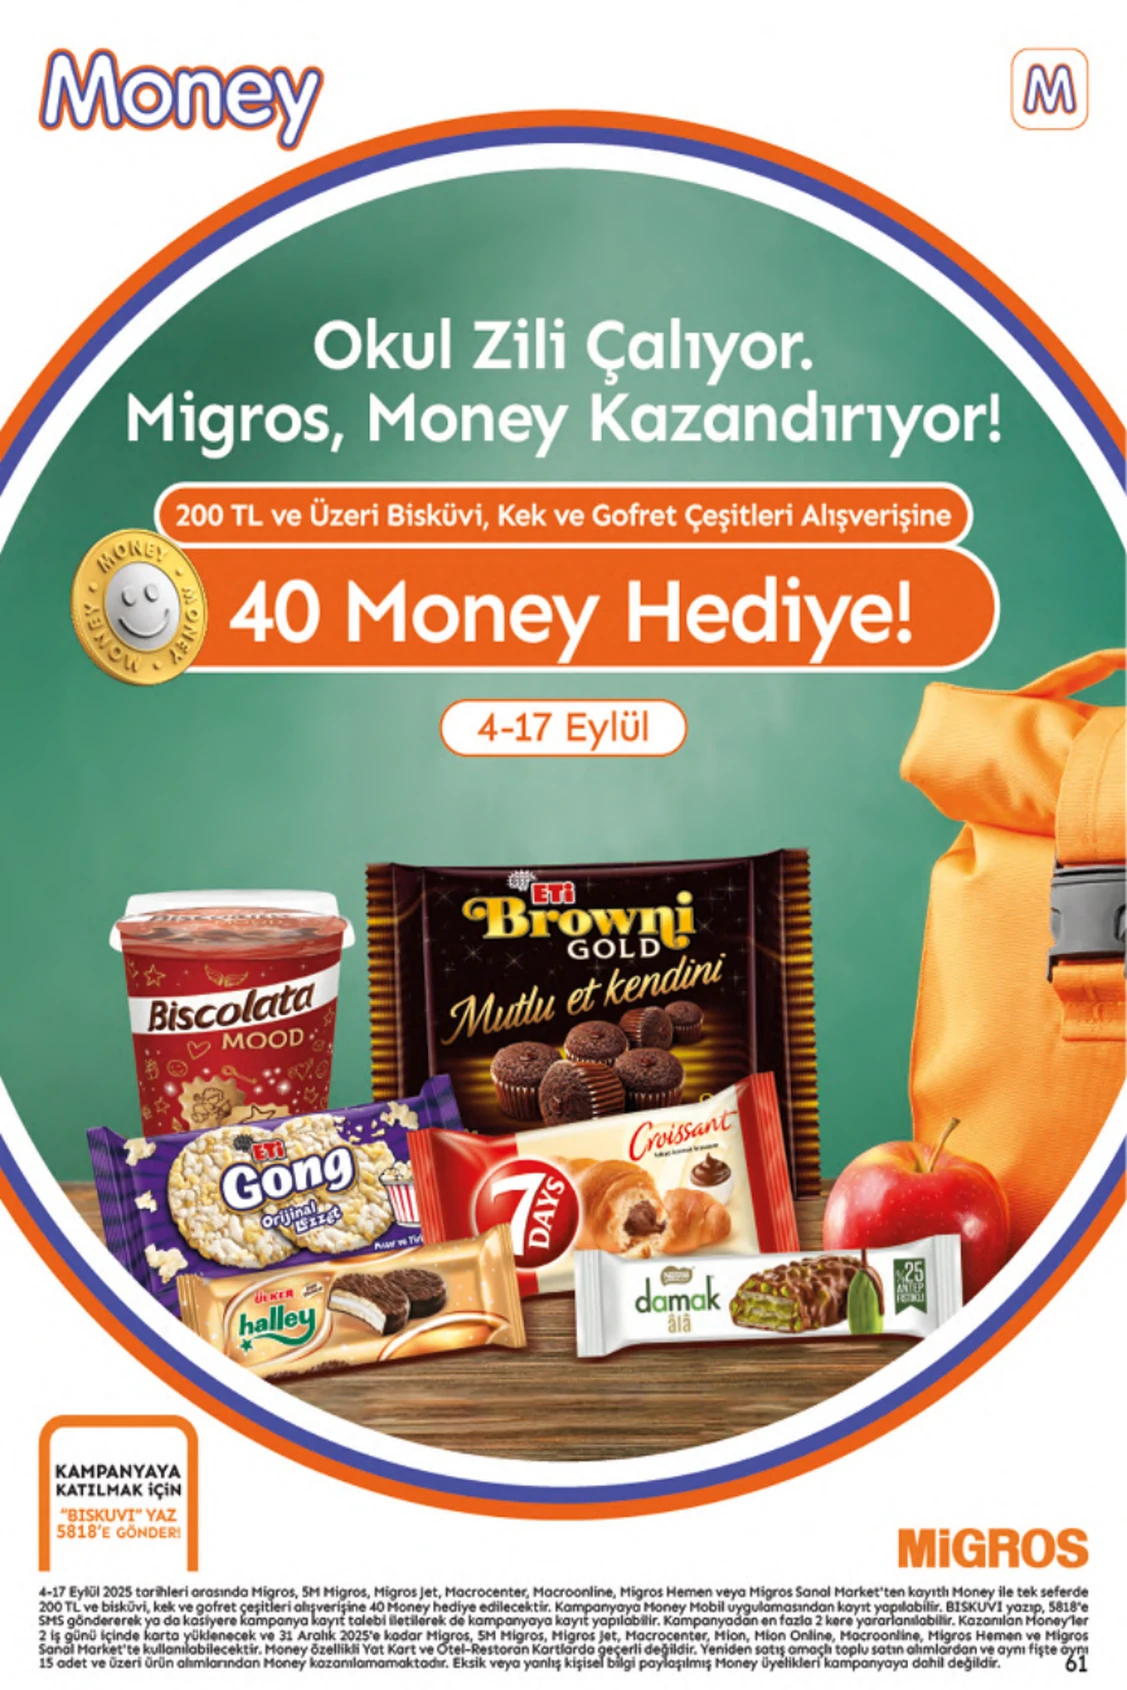 Money
M
Okul Zili Çalıyor.
Migros, Money Kazandırıyor!
200 TL ve Üzeri Bisküvi, Kek ve Gofret Çeşitleri Alışverişine
MONEY • MONEY • MONEY •
40 Money Hediye!
4-17 Eylül
ETi
Browni
GOLD
Mutlu et kendini
Biscolata
Biscolata
MOOD
Croissant
ETi
Gong
Orijinal
Lezzet
7
DAYS
ÜLKER
halley
Nestlé
damak
âlâ
%25
ANTEP
FISTIKLI
KAMPANYAYA
KATILMAK İÇİN
"BISKUVI" YAZ
5818'E GÖNDER!
MiGROS
4-17 Eylül 2025 tarihleri arasında Migros, 5M Migros, Migros Jet, Macrocenter, Macroonline, Migros Hemen veya Migros Sanal Market'ten kayıtlı Money ile tek seferde
200 TL ve bisküvi, kek ve gofret çeşitleri alışverişine 40 Money hediye edilecektir. Kampanyaya Money Mobil uygulamasından kayıt yapılabilir. BISKUVI yazıp, 5818'e
SMS göndererek ya da kasiyere kampanya kayıt talebi iletilerek de kampanyaya kayıt yapılabilir. Kampanyadan en fazla 2 kere yararlanılabilir. Kazanılan Money'ler
2 iş günü içinde karta yüklenecek ve 31 Aralık 2025'e kadar Migros, 5M Migros, Migros Jet, Macrocenter, Mion, Mion Online, Macroonline, Migros Hemen ve Migros
Sanal Market'te kullanılabilecektir. Money özellikli Yat Kart ve Otel-Restoran Kartlarda geçerli değildir. Yeniden satış amaçlı toplu satın alımlardan ve aynı fişte aynı
15 adet ve üzeri ürün alımlarından Money kazanılamamaktadır. Eksik veya yanlış kişisel bilgi paylaşılmış Money üyelikleri kampanyaya dahil değildir.
61